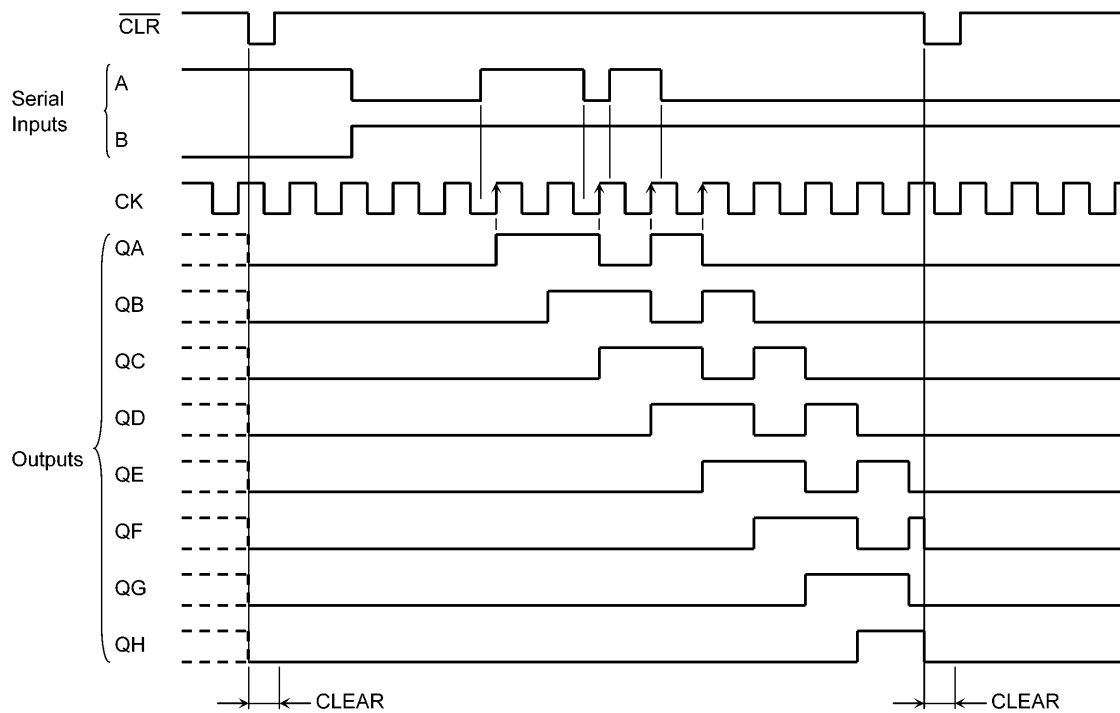 CLR
Serial
Inputs
A
B
CK
QA
QB
QC
QD
Outputs
QE
QF
QG
QH
CLEAR
CLEAR